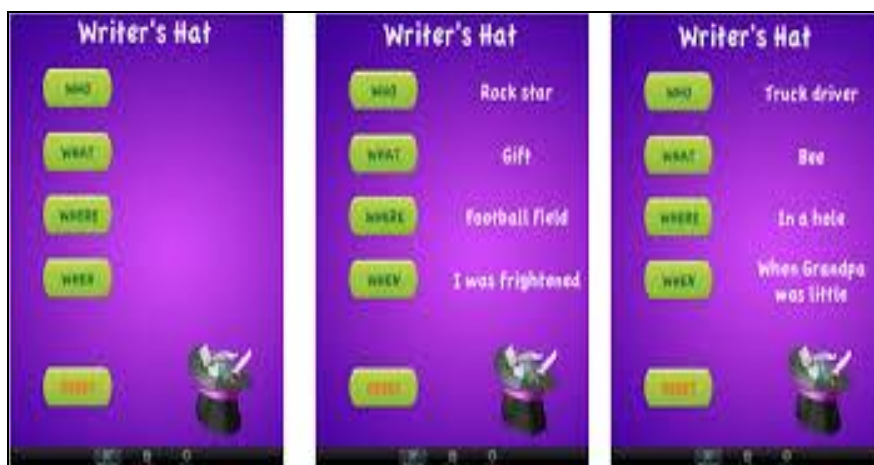 Writer's Hat
WHO
WHAT
WHERE
WHEN
RESET
Writer's Hat
WHO Rock star
WHAT Gift
WHERE Football Field
WHEN I was frightened
RESET
Writer's Hat
WHO Truck driver
WHAT Bee
WHERE In a hole
WHEN When Grandpa
was little
RESET